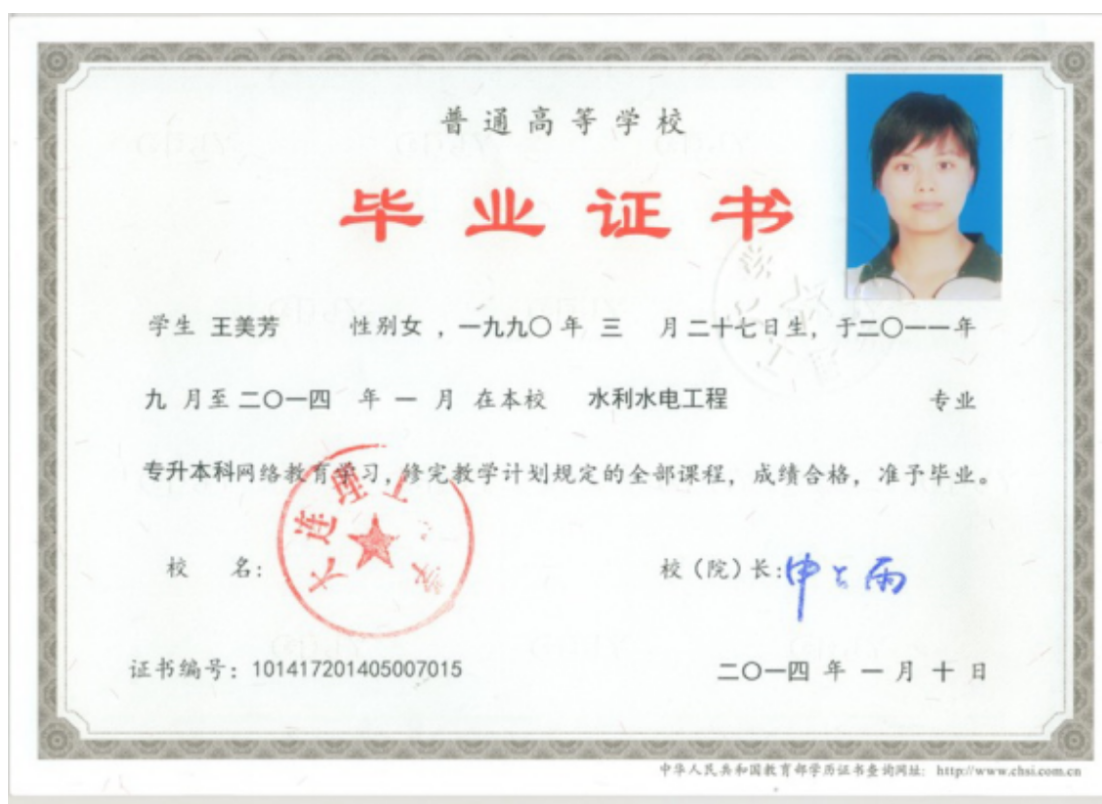 普通高等学校
毕业证书
学生 王美芳 性别女 ，一九九〇 年 三 月二十七日生，于二〇一一年
九 月至 二〇一四 年 一 月 在本校 水利水电工程 专业
专升本科网络教育学习，修完教学计划规定的全部课程，成绩合格，准予毕业。
大连理工大学
校 名：
校（院）长：
证书编号：101417201405007015
二〇一四 年 一 月 十 日
中华人民共和国教育部学历证书查询网址：http://www.chsi.com.cn